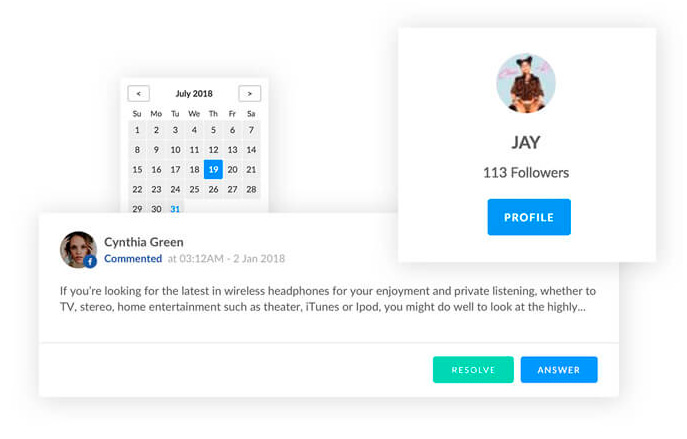 < July 2018 >
Su Mo Tu We Th Fr Sa
1 2 3 4 5 6 7
8 9 10 11 12 13 14
15 16 17 18 19 20 21
22 23 24 25 26 27 28
29 30 31
JAY
113 Followers
PROFILE
Cynthia Green
Commented at 03:12AM - 2 Jan 2018
If you're looking for the latest in wireless headphones for your enjoyment and private listening, whether to
TV, stereo, home entertainment such as theater, iTunes or Ipod, you might do well to look at the highly...
RESOLVE ANSWER